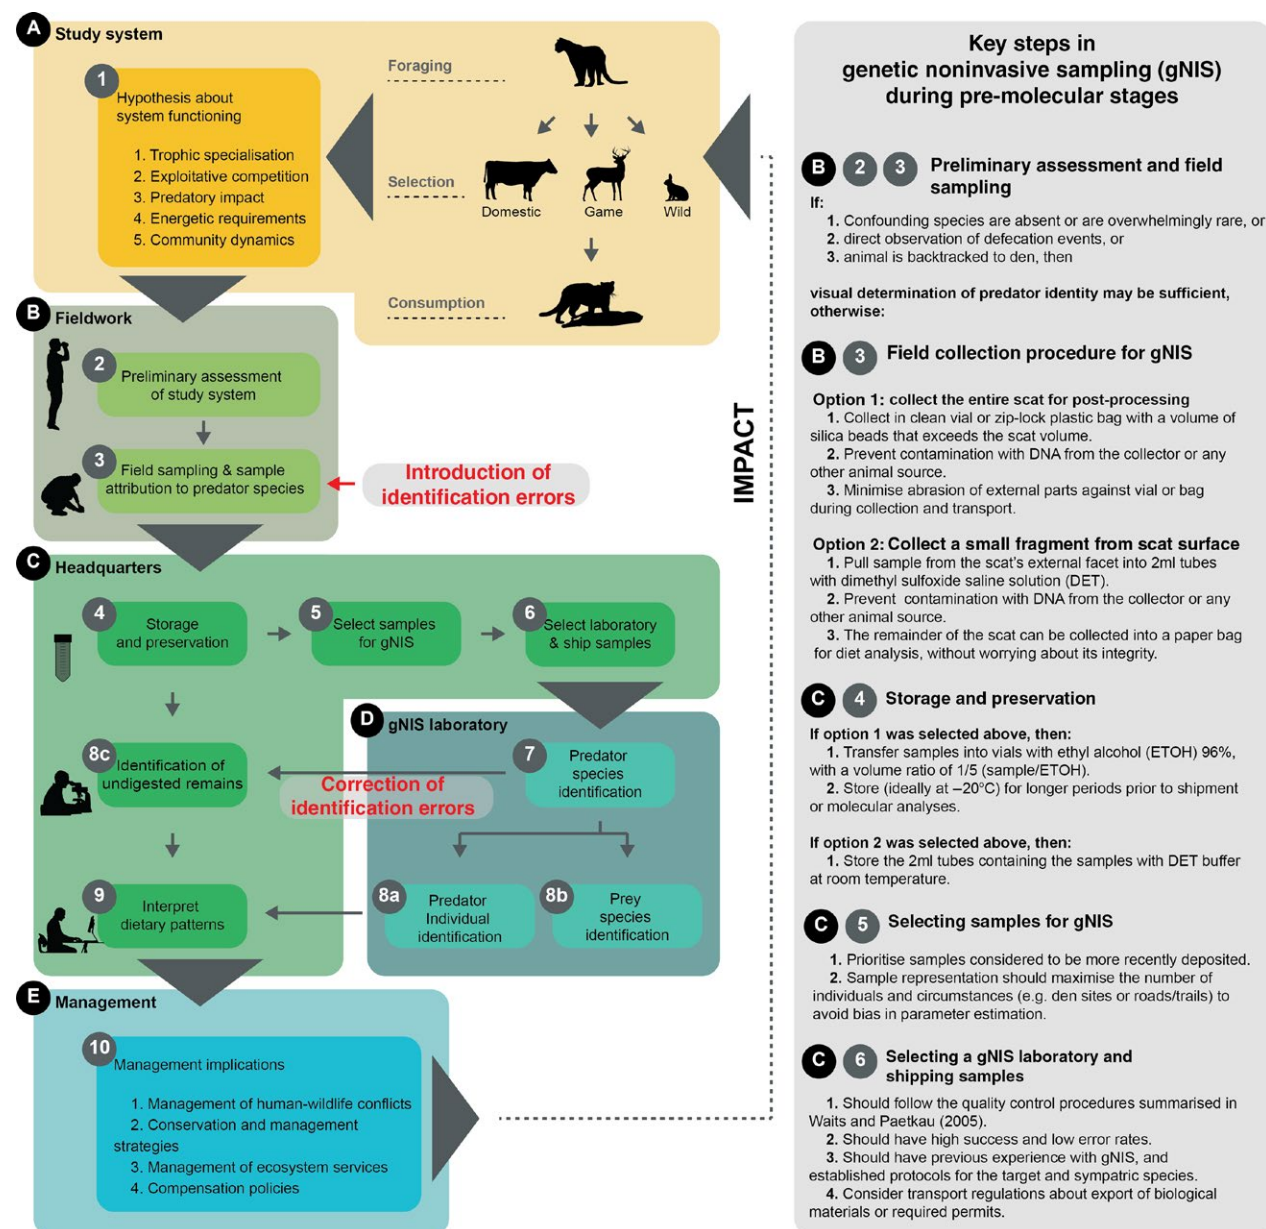 A Study system
1
Hypothesis about
system functioning
1. Trophic specialisation
2. Exploitative competition
3. Predatory impact
4. Energetic requirements
5. Community dynamics
Foraging
Selection
Domestic
Game
Wild
Consumption
B Fieldwork
2
Preliminary assessment
of study system
3
Field sampling & sample
attribution to predator species
Introduction of
identification errors
C Headquarters
4
Storage
and preservation
5
Select samples
for gNIS
6
Select laboratory
& ship samples
D gNIS laboratory
7
Predator
species
identification
8c
Identification of
undigested remains
Correction of
identification errors
9
Interpret
dietary patterns
8a
Predator
Individual
identification
8b
Prey
species
identification
E Management
10
Management implications
1. Management of human-wildlife conflicts
2. Conservation and management
strategies
3. Management of ecosystem services
4. Compensation policies
IMPACT
Key steps in
genetic noninvasive sampling (gNIS)
during pre-molecular stages
B 2 3 Preliminary assessment and field
sampling
If:
1. Confounding species are absent or are overwhelmingly rare, or
2. direct observation of defecation events, or
3. animal is backtracked to den, then
visual determination of predator identity may be sufficient,
otherwise:
B 3 Field collection procedure for gNIS
Option 1: collect the entire scat for post-processing
1. Collect in clean vial or zip-lock plastic bag with a volume of
silica beads that exceeds the scat volume.
2. Prevent contamination with DNA from the collector or any
other animal source.
3. Minimise abrasion of external parts against vial or bag
during collection and transport.
Option 2: Collect a small fragment from scat surface
1. Pull sample from the scat's external facet into 2ml tubes
with dimethyl sulfoxide saline solution (DET).
2. Prevent contamination with DNA from the collector or any
other animal source.
3. The remainder of the scat can be collected into a paper bag
for diet analysis, without worrying about its integrity.
C 4 Storage and preservation
If option 1 was selected above, then:
1. Transfer samples into vials with ethyl alcohol (ETOH) 96%,
with a volume ratio of 1/5 (sample/ETOH).
2. Store (ideally at –20°C) for longer periods prior to shipment
or molecular analyses.
If option 2 was selected above, then:
1. Store the 2ml tubes containing the samples with DET buffer
at room temperature.
C 5 Selecting samples for gNIS
1. Prioritise samples considered to be more recently deposited.
2. Sample representation should maximise the number of
individuals and circumstances (e.g. den sites or roads/trails) to
avoid bias in parameter estimation.
C 6 Selecting a gNIS laboratory and
shipping samples
1. Should follow the quality control procedures summarised in
Waits and Paetkau (2005).
2. Should have high success and low error rates.
3. Should have previous experience with gNIS, and
established protocols for the target and sympatric species.
4. Consider transport regulations about export of biological
materials or required permits.